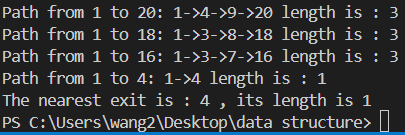 Path from 1 to 20: 1->4->9->20 length is : 3
Path from 1 to 18: 1->3->8->18 length is : 3
Path from 1 to 16: 1->3->7->16 length is : 3
Path from 1 to 4: 1->4 length is : 1
The nearest exit is : 4 , its length is 1
PS C:\Users\wang2\Desktop\data structure>